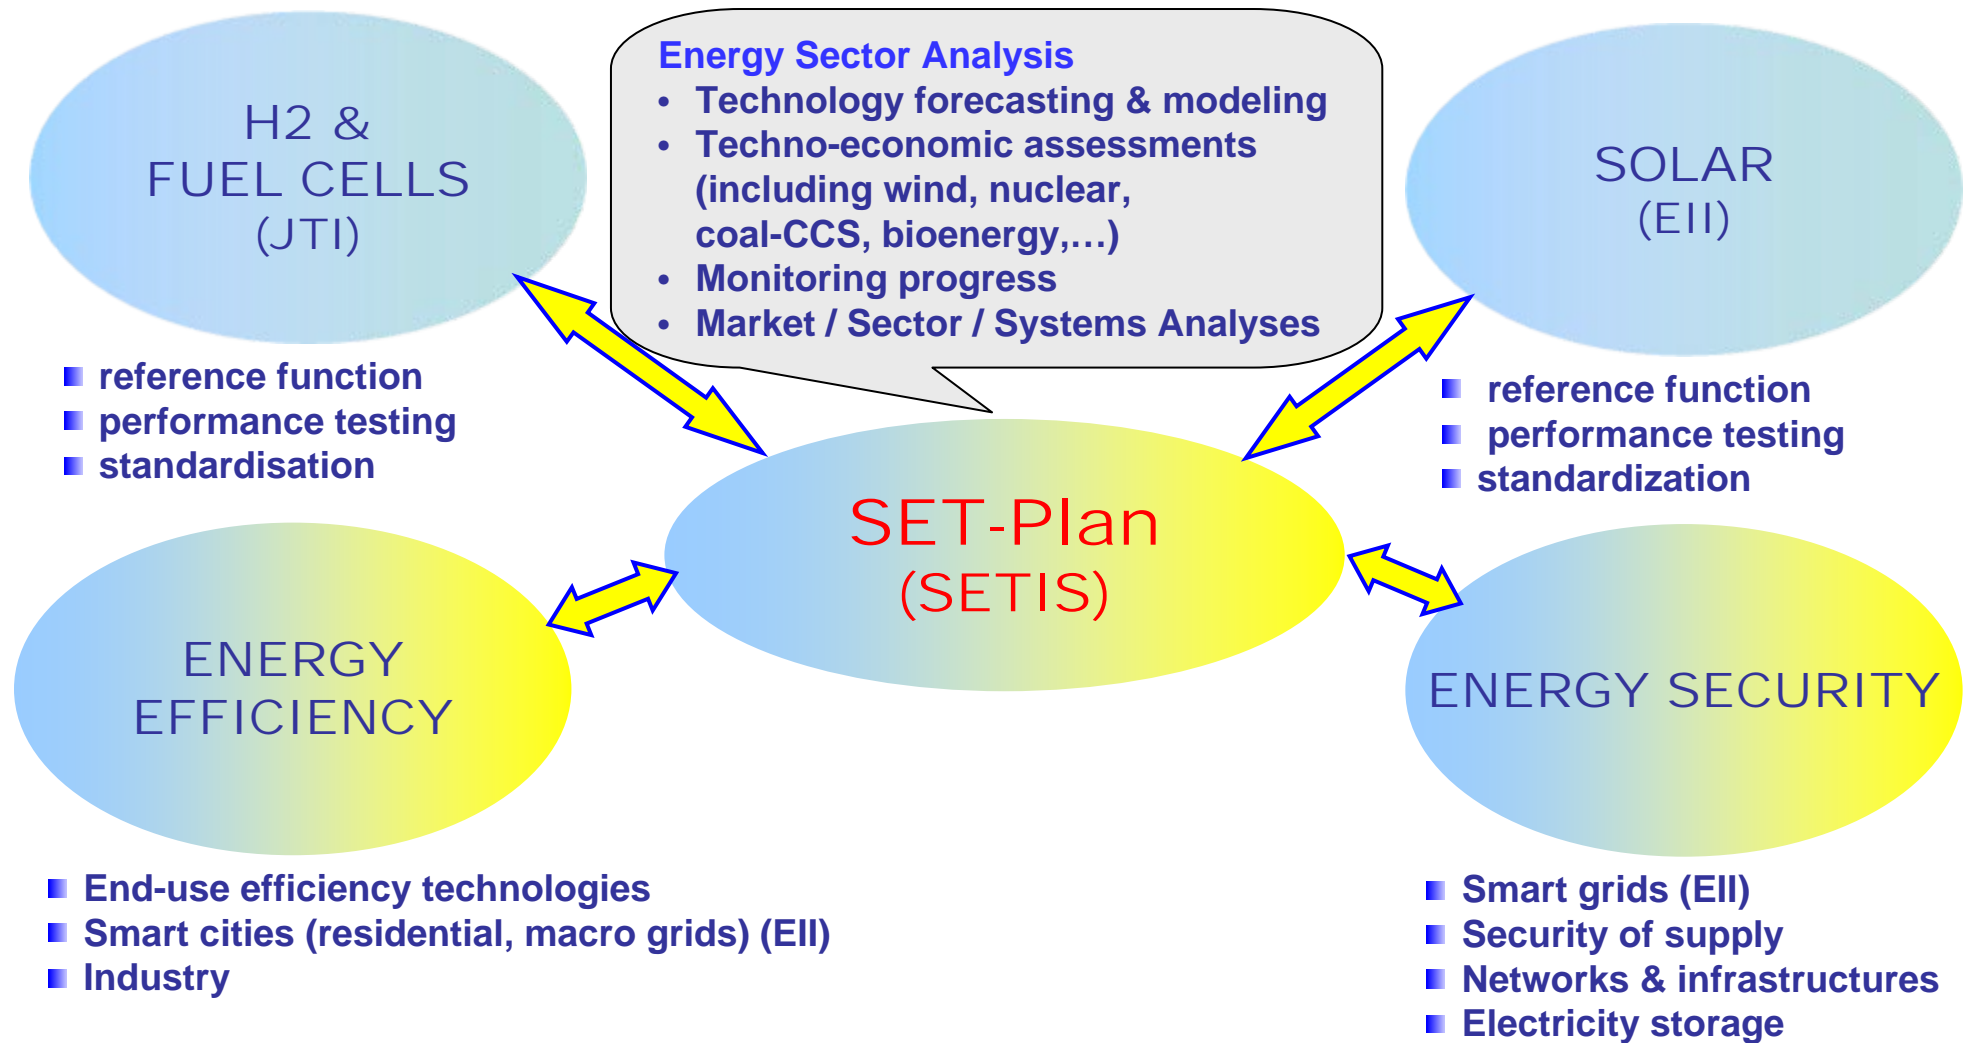 H2 &
FUEL CELLS
(JTI)
Energy Sector Analysis
• Technology forecasting & modeling
• Techno-economic assessments
(including wind, nuclear,
coal-CCS, bioenergy,...)
• Monitoring progress
• Market / Sector / Systems Analyses
SOLAR
(EII)
reference function
performance testing
standardisation
reference function
performance testing
standardization
SET-Plan
(SETIS)
ENERGY
EFFICIENCY
ENERGY SECURITY
End-use efficiency technologies
Smart cities (residential, macro grids) (EII)
Industry
Smart grids (EII)
Security of supply
Networks & infrastructures
Electricity storage